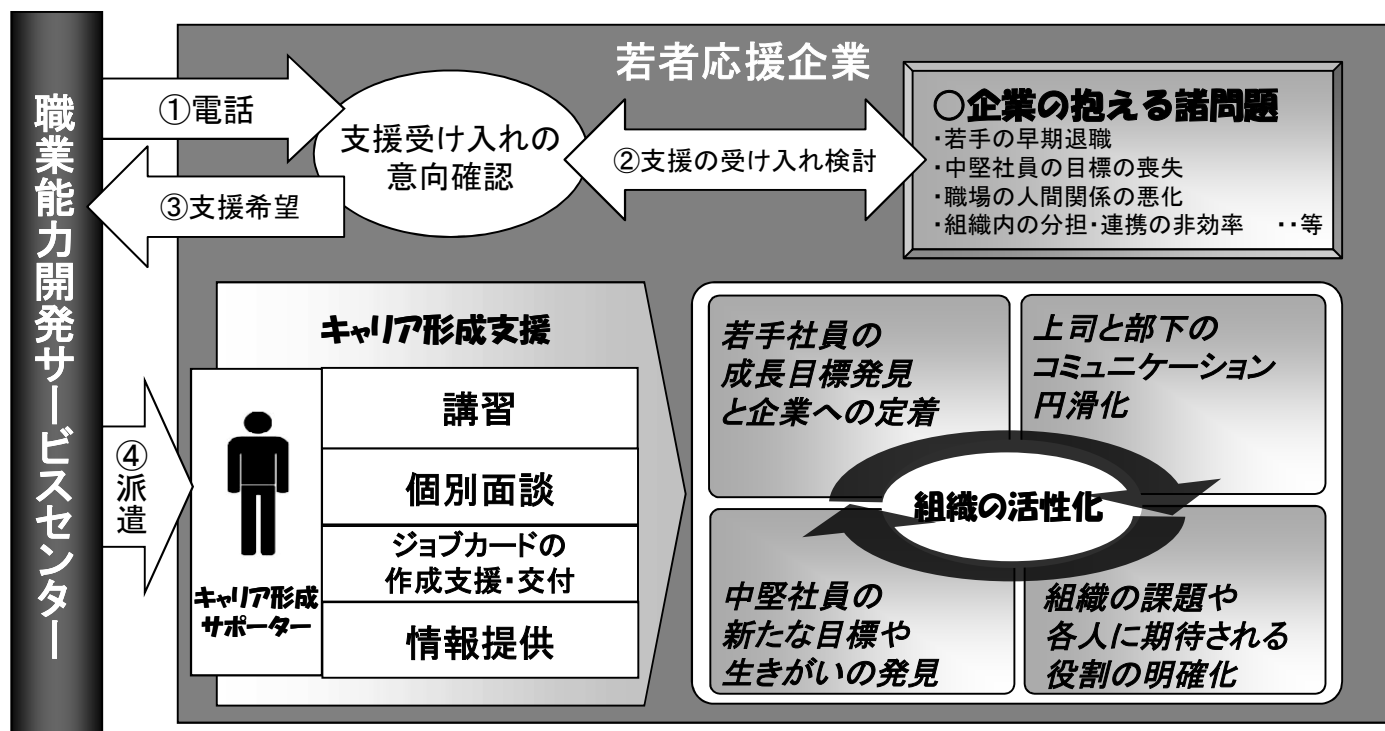 職業能力開発サービスセンター
若者応援企業
①電話
支援受け入れの
意向確認
②支援の受け入れ検討
③支援希望
○企業の抱える諸問題
・若手の早期退職
・中堅社員の目標の喪失
・職場の人間関係の悪化
・組織内の分担・連携の非効率　・・等
④派遣
キャリア形成支援
キャリア形成
サポーター
講習
個別面談
ジョブカードの
作成支援・交付
情報提供
若手社員の
成長目標発見
と企業への定着
上司と部下の
コミュニケーション
円滑化
組織の活性化
中堅社員の
新たな目標や
生きがいの発見
組織の課題や
各人に期待される
役割の明確化